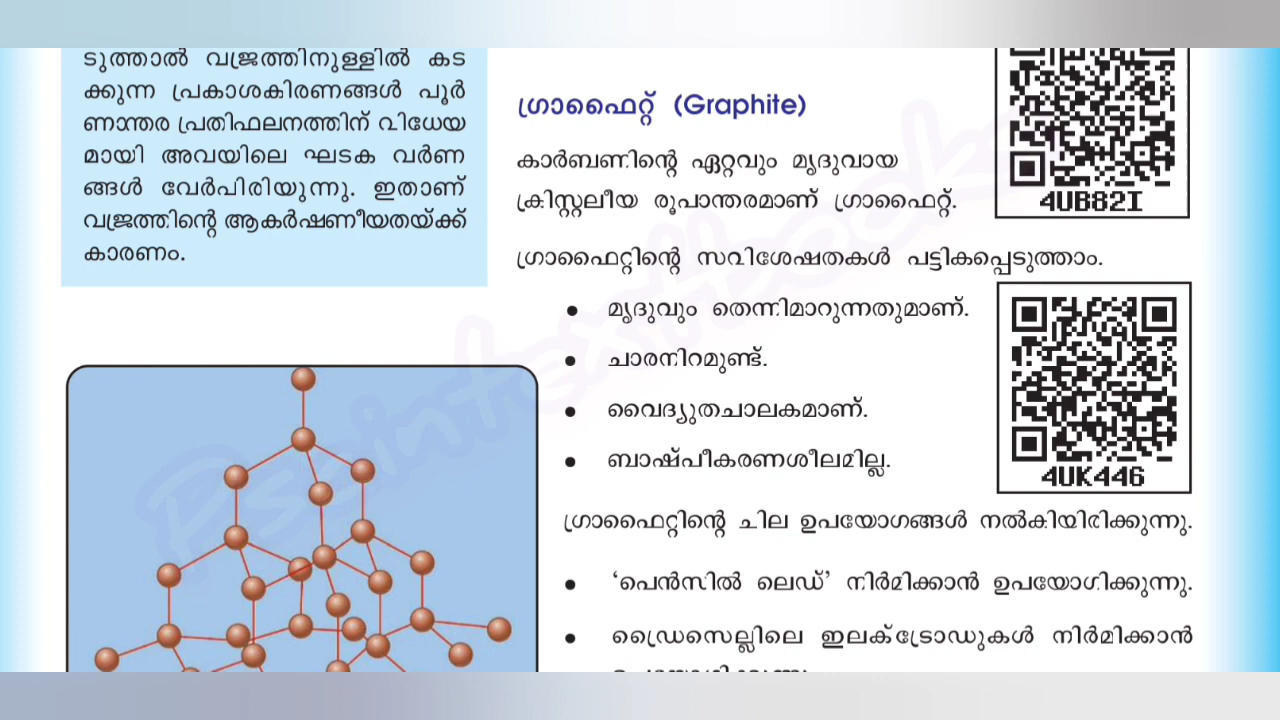 ടുത്താൽ വജ്രത്തിനുള്ളിൽ കട
ക്കുന്ന പ്രകാശകിരണങ്ങൾ പൂർ
ണാന്തര പ്രതിഫലനത്തിന് വിധേയ
മായി അവയിലെ ഘടക വർണ
ങ്ങൾ വേർപിരിയുന്നു. ഇതാണ്
വജ്രത്തിന്റെ ആകർഷണീയതയ്ക്ക്
കാരണം.
ഗ്രാഫൈറ്റ് (Graphite)
കാർബണിന്റെ ഏറ്റവും മൃദുവായ
ക്രിസ്റ്റലീയ രൂപാന്തരമാണ് ഗ്രാഫൈറ്റ്.
4UB82I
ഗ്രാഫൈറ്റിന്റെ സവിശേഷതകൾ പട്ടികപ്പെടുത്താം.
• മൃദുവും തെന്നിമാറുന്നതുമാണ്.
• ചാരനിറമുണ്ട്.
• വൈദ്യുതചാലകമാണ്.
• ബാഷ്പീകരണശീലമില്ല.
4UK446
ഗ്രാഫൈറ്റിന്റെ ചില ഉപയോഗങ്ങൾ നൽകിയിരിക്കുന്നു.
• ‘പെൻസിൽ ലെഡ്’ നിർമിക്കാൻ ഉപയോഗിക്കുന്നു.
• ഡ്രൈസെല്ലിലെ ഇലക്ട്രോഡുകൾ നിർമിക്കാൻ